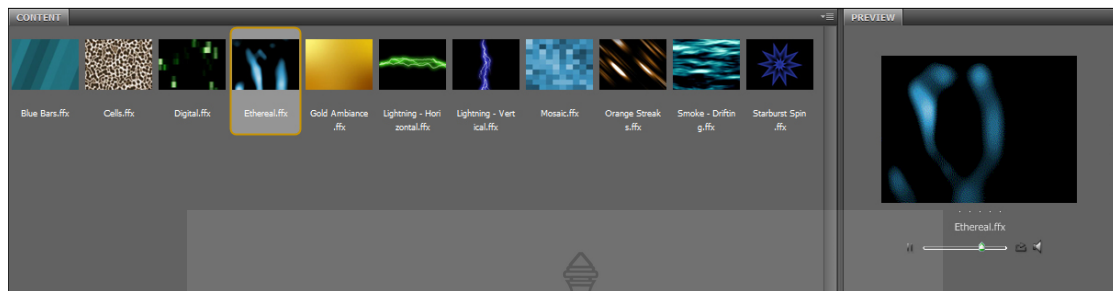 CONTENT
PREVIEW
Blue Bars.ffx
Cells.ffx
Digital.ffx
Ethereal.ffx
Gold Ambiance
.ffx
Lightning - Hori
zontal.ffx
Lightning - Vert
ical.ffx
Mosaic.ffx
Orange Streak
s.ffx
Smoke - Driftin
g.ffx
Starburst Spin
.ffx
Ethereal.ffx